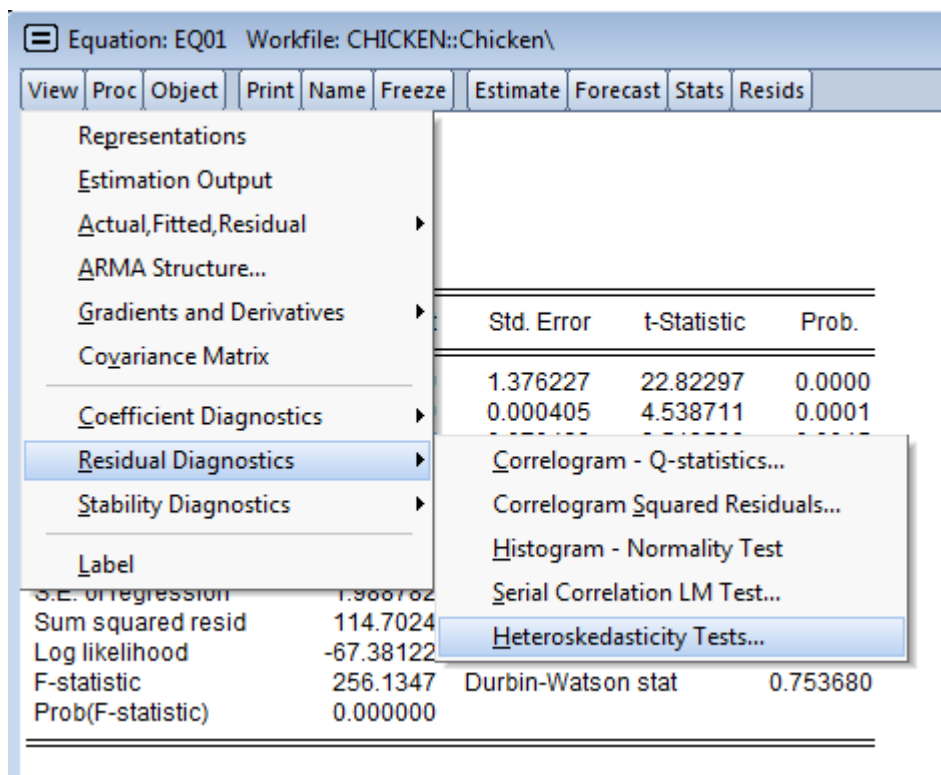 Equation: EQ01 Workfile: CHICKEN::Chicken\
View Proc Object Print Name Freeze Estimate Forecast Stats Resids
Representations
Estimation Output
Actual,Fitted,Residual
ARMA Structure...
Gradients and Derivatives
Covariance Matrix
Coefficient Diagnostics
Residual Diagnostics
Stability Diagnostics
Label
Std. Error t-Statistic Prob.
1.376227 22.82297 0.0000
0.000405 4.538711 0.0001
Correlogram - Q-statistics...
Correlogram Squared Residuals...
Histogram - Normality Test
Serial Correlation LM Test...
Heteroskedasticity Tests...
S.E. of regression 1.988782
Sum squared resid 114.7024
Log likelihood -67.38122
F-statistic 256.1347 Durbin-Watson stat 0.753680
Prob(F-statistic) 0.000000